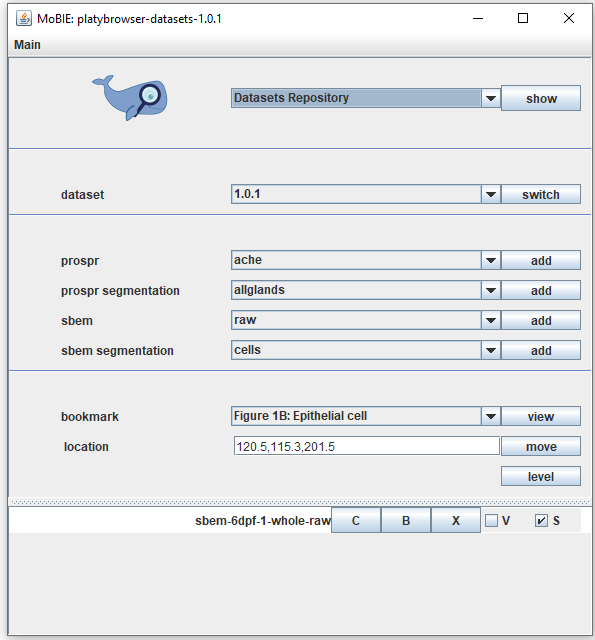 MoBIE: platybrowser-datasets-1.0.1
Main
Datasets Repository show
dataset 1.0.1 switch
prospr ache add
prospr segmentation allglands add
sbem raw add
sbem segmentation cells add
bookmark Figure 1B: Epithelial cell view
location 120.5,115.3,201.5 move
level
sbem-6dpf-1-whole-raw C B X V S